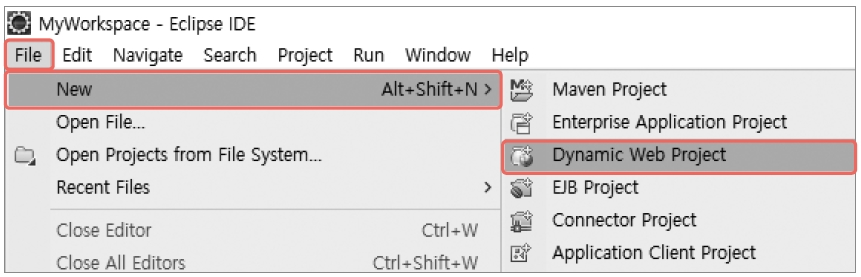 MyWorkspace - Eclipse IDE
File Edit Navigate Search Project Run Window Help
New Alt+Shift+N >
Open File...
Open Projects from File System...
Recent Files >
Close Editor Ctrl+W
Close All Editors Ctrl+Shift+W
Maven Project
Enterprise Application Project
Dynamic Web Project
EJB Project
Connector Project
Application Client Project